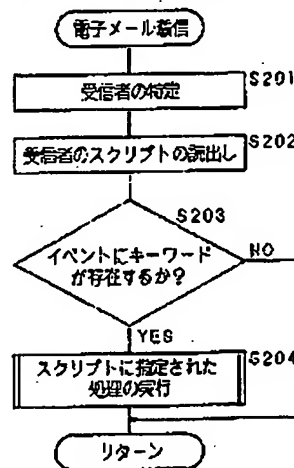 電子メール着信
S201
受信者の特定
S202
受信者のスクリプトの読出し
S203
イベントにキーワード
が存在するか?
NO
YES
S204
スクリプトに指定された
処理の実行
リターン